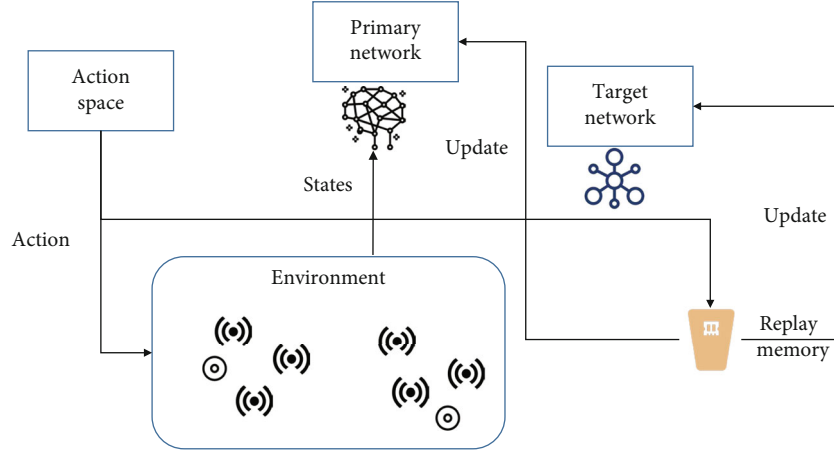 Primary
network
Action
space
Target
network
Update
States
Update
Action
Environment
Replay
memory